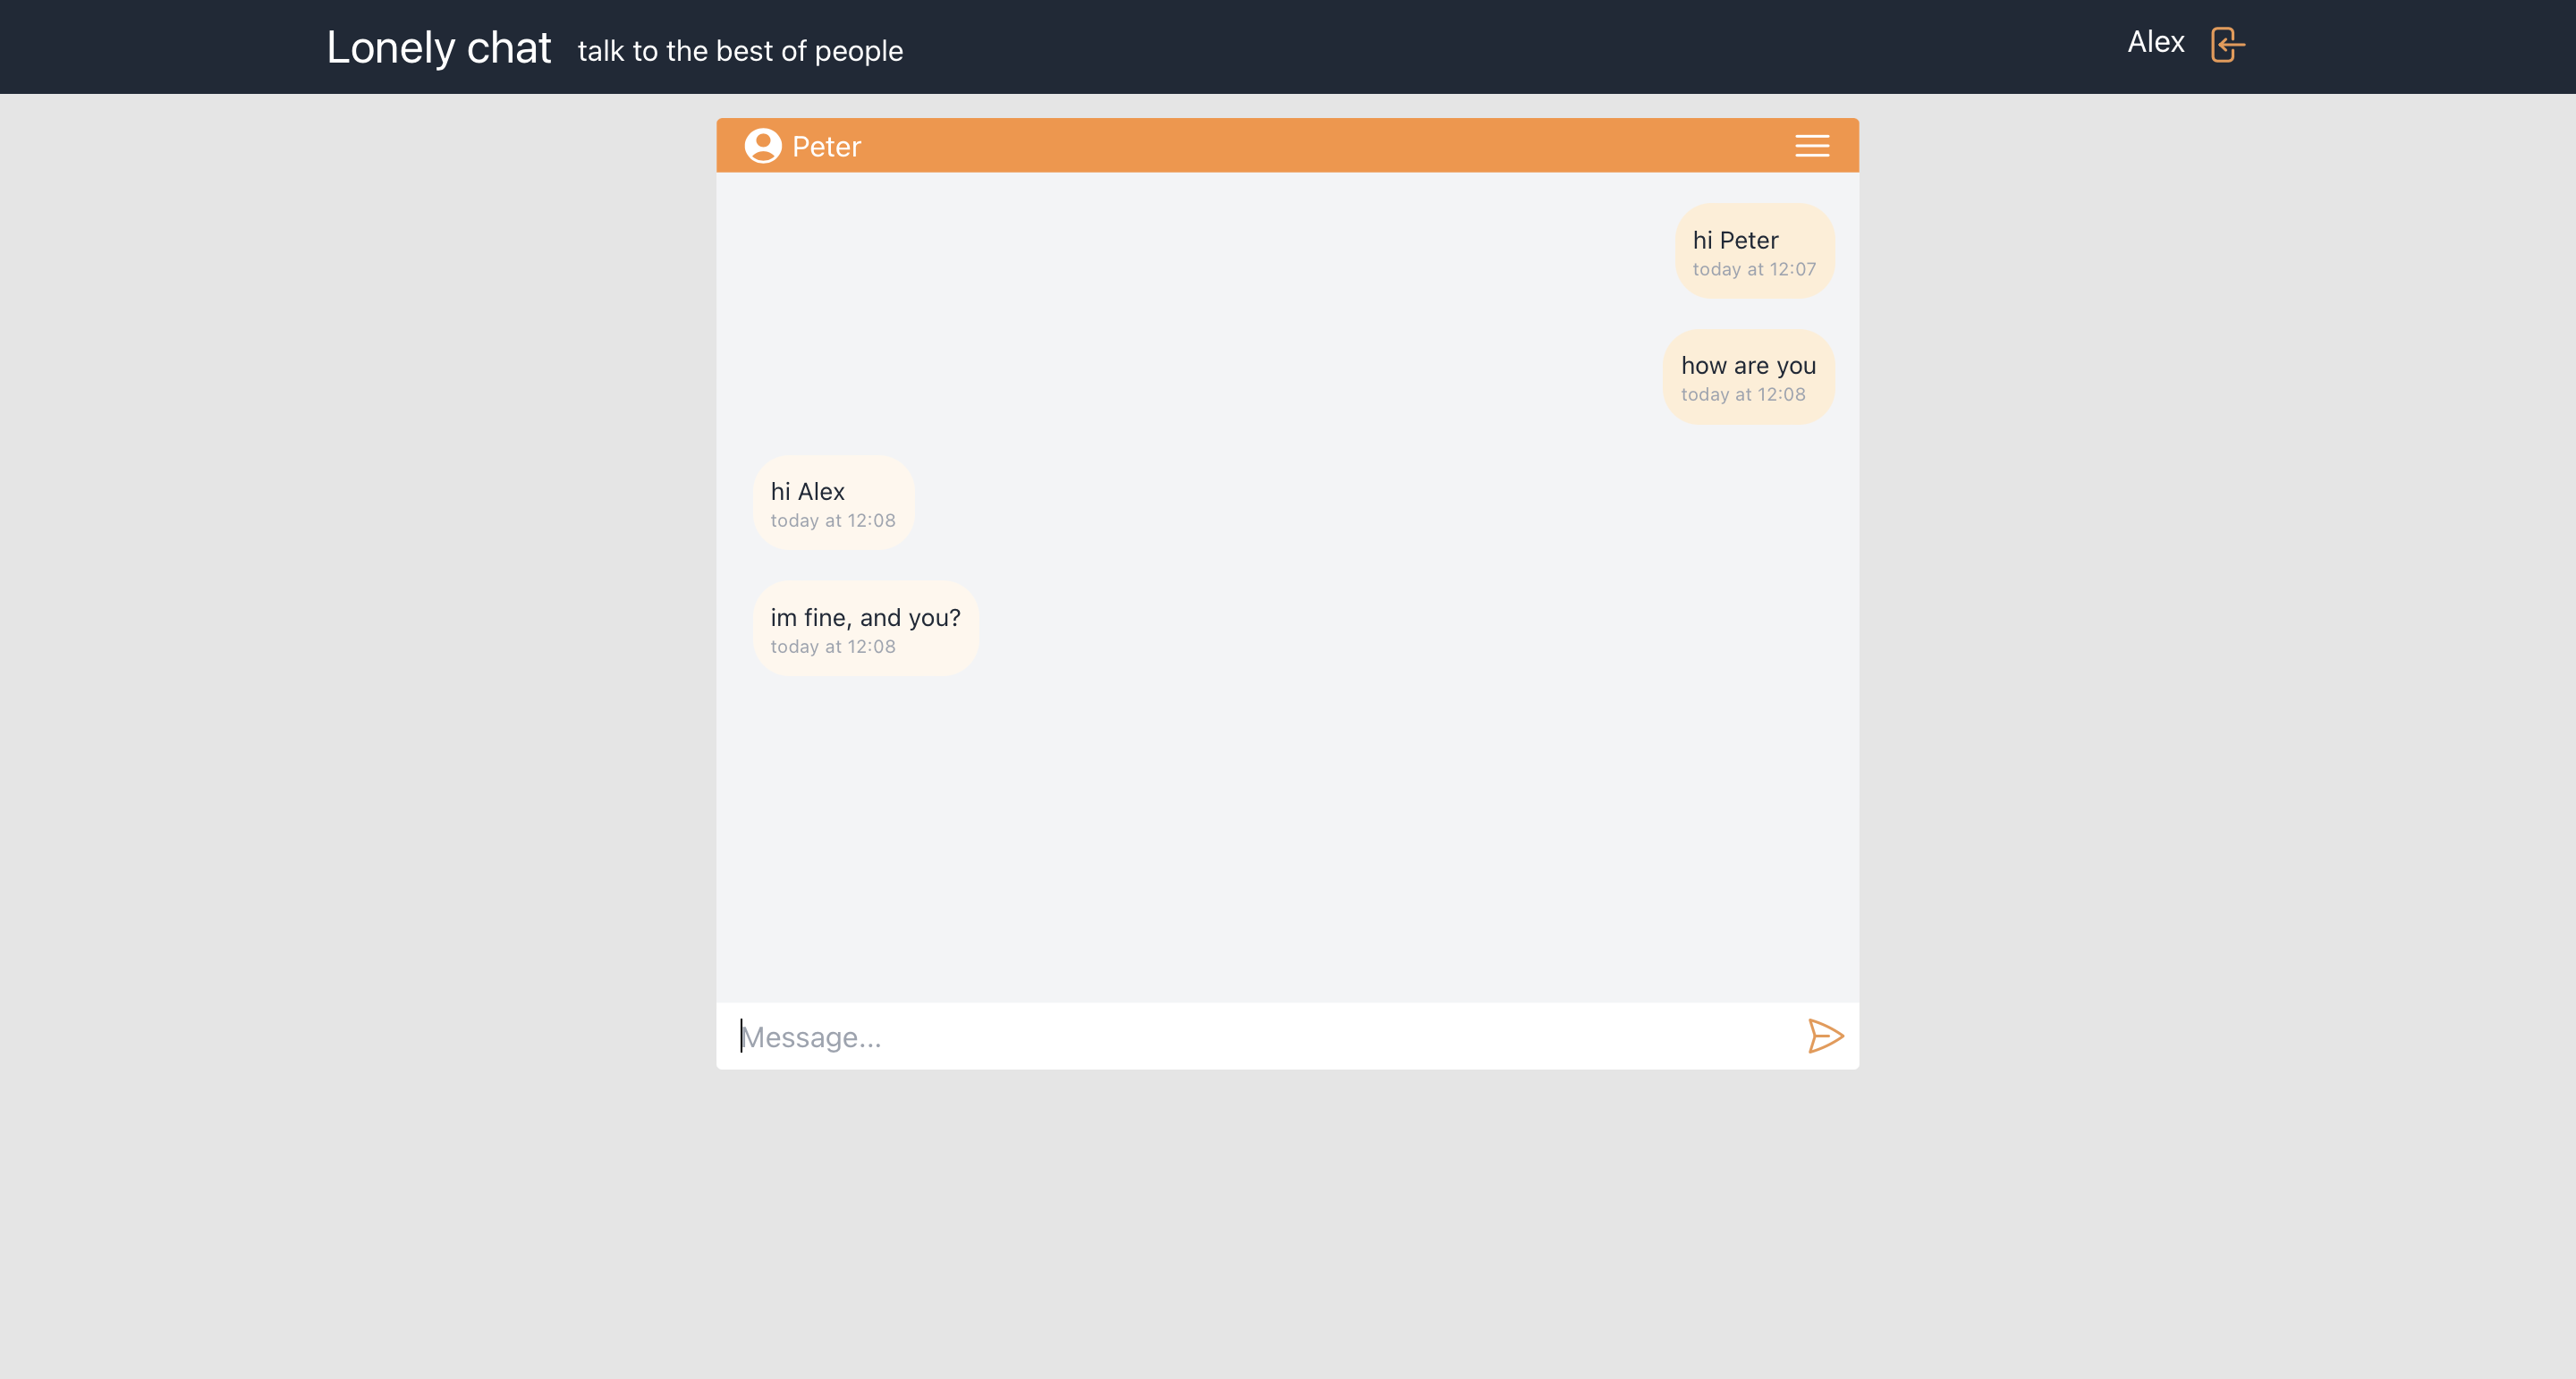 Lonely chat talk to the best of people
Alex
Peter
hi Peter
today at 12:07
how are you
today at 12:08
hi Alex
today at 12:08
im fine, and you?
today at 12:08
Message...